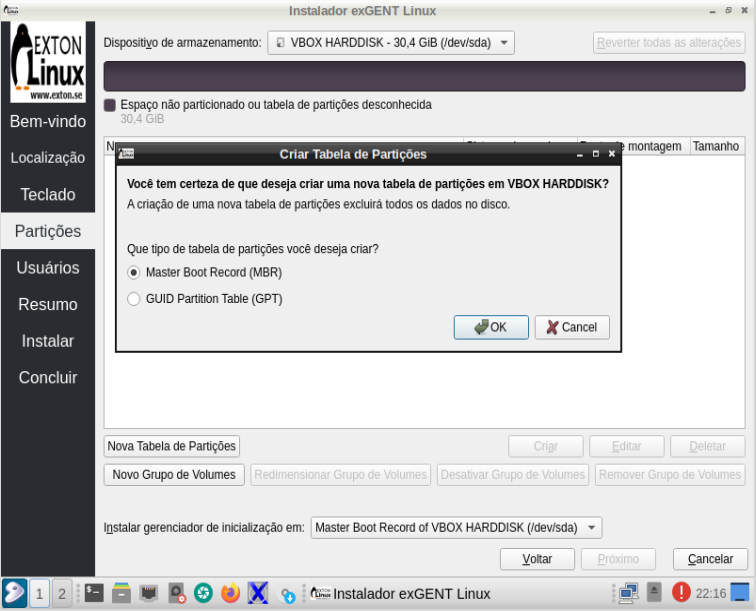 Instalador exGENT Linux
EXTON
Linux
www.exton.se
Dispositivo de armazenamento:
VBOX HARDDISK - 30,4 GiB (/dev/sda)
Reverter todas as alterações
Espaço não particionado ou tabela de partições desconhecida
30,4 GiB
Bem-vindo
Localização
Teclado
Partições
Usuários
Resumo
Instalar
Concluir
montagem
Tamanho
Criar Tabela de Partições
Você tem certeza de que deseja criar uma nova tabela de partições em VBOX HARDDISK?
A criação de uma nova tabela de partições excluirá todos os dados no disco.
Que tipo de tabela de partições você deseja criar?
Master Boot Record (MBR)
GUID Partition Table (GPT)
OK
Cancel
Nova Tabela de Partições
Criar
Editar
Deletar
Novo Grupo de Volumes
Redimensionar Grupo de Volumes
Desativar Grupo de Volumes
Remover Grupo de Volumes
Instalar gerenciador de inicialização em:
Master Boot Record of VBOX HARDDISK (/dev/sda)
Voltar
Próximo
Cancelar
1
2
Instalador exGENT Linux
22:16